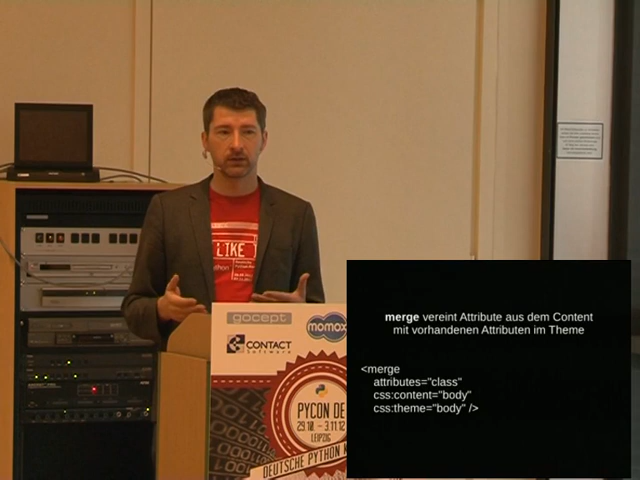 LIKE
gocept
momox
CONTACT
Software
PYCON DE
29.10. - 3.11.12
LEIPZIG
DEUTSCHE PYTHON K
merge vereint Attribute aus dem Content
mit vorhandenen Attributen im Theme
<merge
attributes="class"
css:content="body"
css:theme="body" />